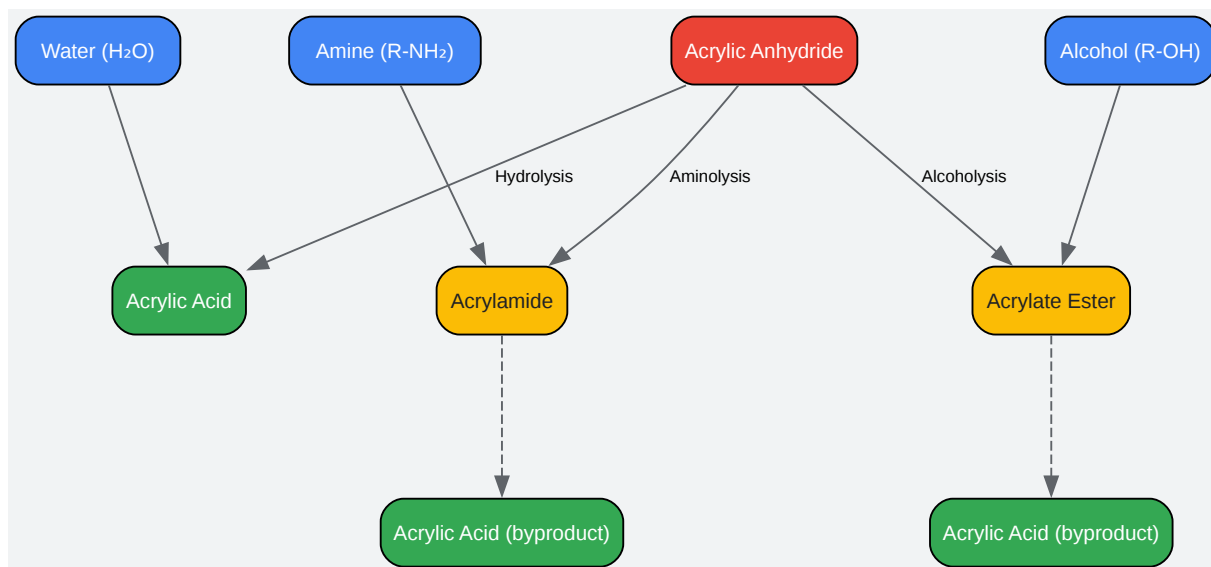 Water (H₂O)
Amine (R-NH₂)
Acrylic Anhydride
Alcohol (R-OH)
Hydrolysis
Aminolysis
Alcoholysis
Acrylic Acid
Acrylamide
Acrylate Ester
Acrylic Acid (byproduct)
Acrylic Acid (byproduct)